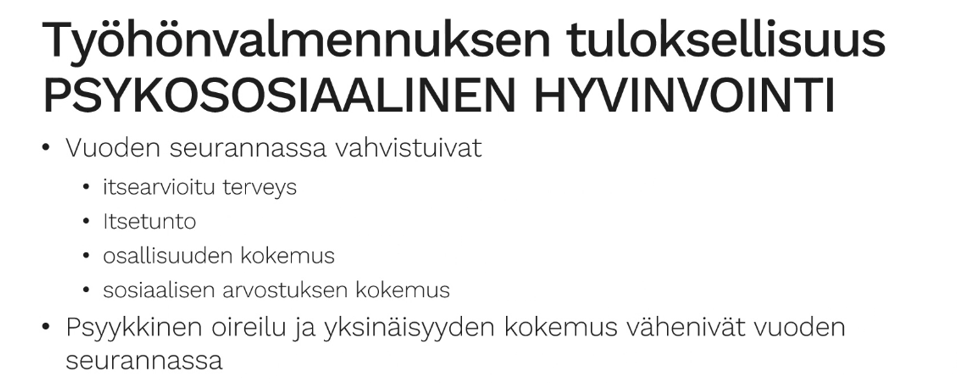 Työhönvalmennuksen tuloksellisuus
PSYKOSOSIAALINEN HYVINVOINTI
• Vuoden seurannassa vahvistuivat
• itsearvioitu terveys
• Itsetunto
• osallisuuden kokemus
• sosiaalisen arvostuksen kokemus
• Psyykkinen oireilu ja yksinäisyyden kokemus vähenivät vuoden
seurannassa